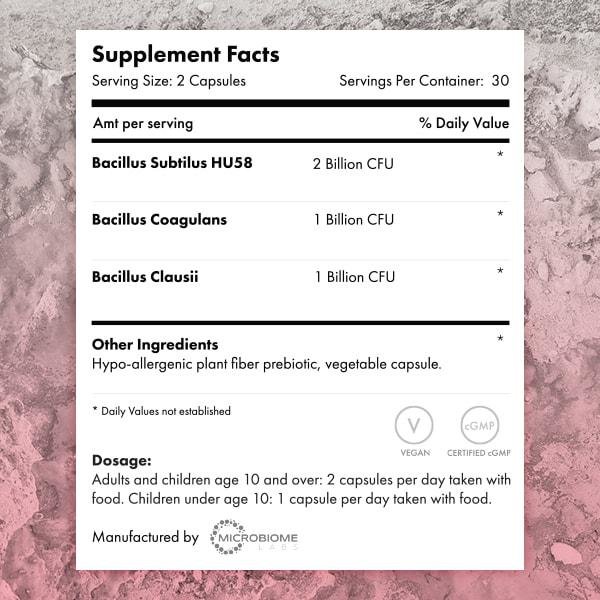 Supplement Facts
Serving Size: 2 Capsules Servings Per Container: 30
Amt per serving % Daily Value
Bacillus Subtilus HU58 2 Billion CFU *
Bacillus Coagulans 1 Billion CFU *
Bacillus Clausii 1 Billion CFU *
Other Ingredients *
Hypo-allergenic plant fiber prebiotic, vegetable capsule.
* Daily Values not established
V cGMP
VEGAN CERTIFIED cGMP
Dosage:
Adults and children age 10 and over: 2 capsules per day taken with
food. Children under age 10: 1 capsule per day taken with food.
Manufactured by MICROBIOME
LABS